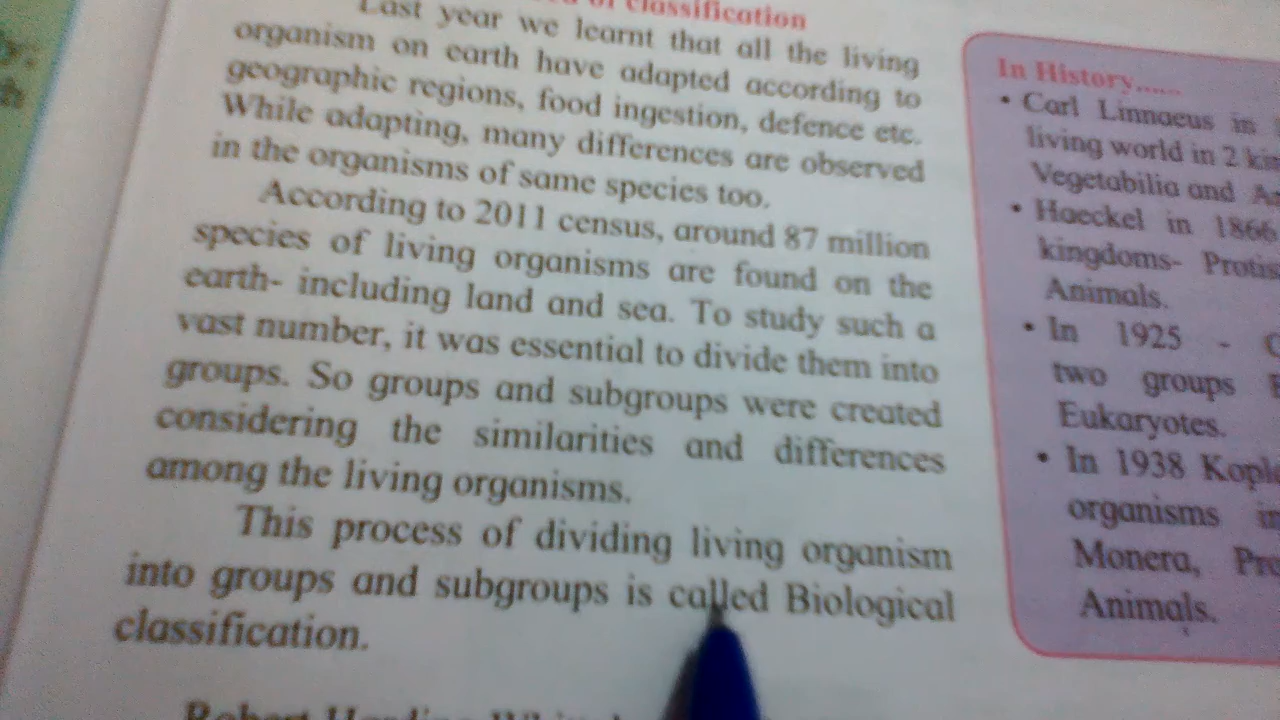 of classification
Last year we learnt that all the living
organism on earth have adapted according to
geographic regions, food ingestion, defence etc.
While adapting, many differences are observed
in the organisms of same species too.
According to 2011 census, around 87 million
species of living organisms are found on the
earth- including land and sea. To study such a
vast number, it was essential to divide them into
groups. So groups and subgroups were created
considering the similarities and differences
among the living organisms.
This process of dividing living organism
into groups and subgroups is called Biological
classification.
Robert
In History......
• Carl Linnaeus in
living world in 2
Vegetabilia and
• Haeckel in 1866
kingdoms-
Animals.
• In 1925 -
two groups
Eukaryotes.
• In 1938
organisms
Monera,
Animals.